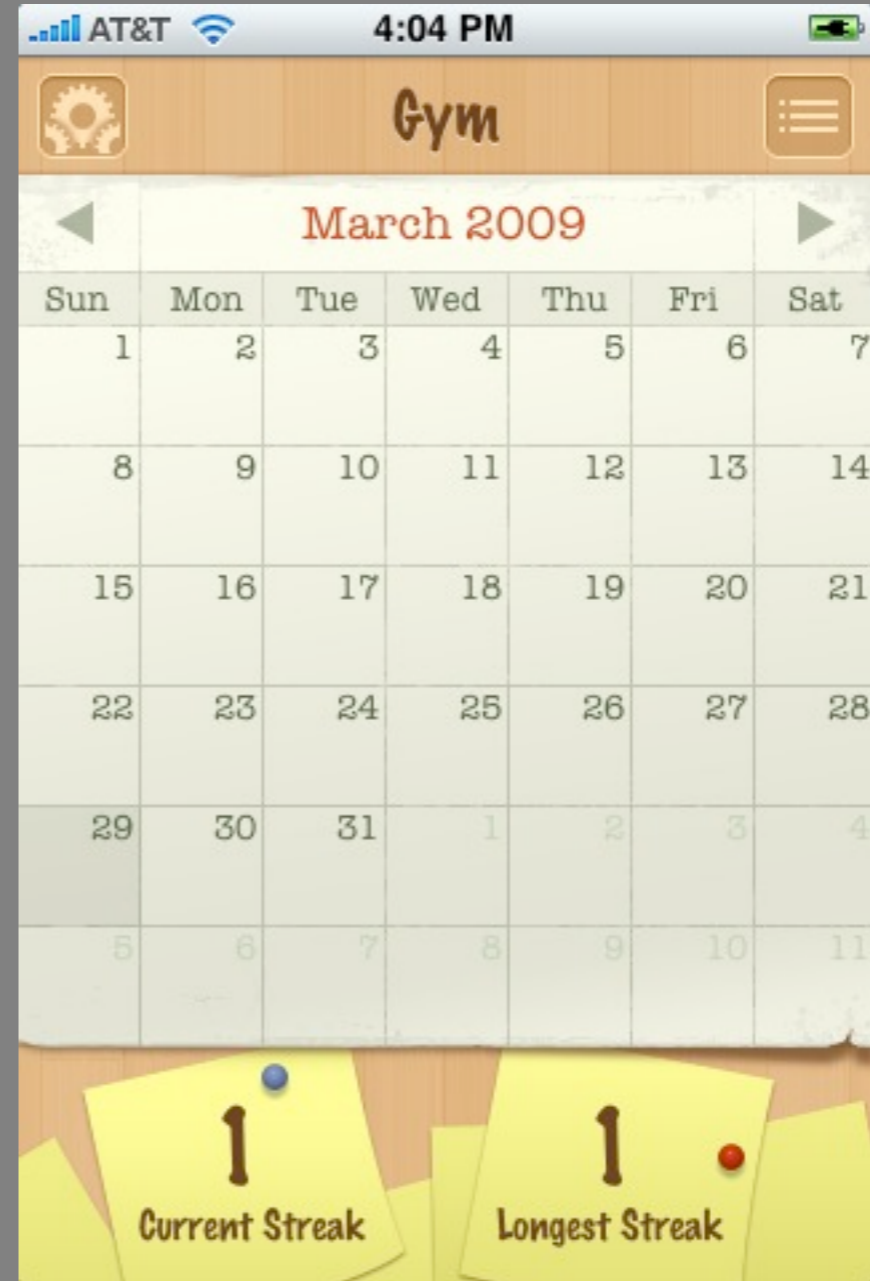 AT&T 4:04 PM
Gym
March 2009
Sun Mon Tue Wed Thu Fri Sat
1 2 3 4 5 6 7
8 9 10 11 12 13 14
15 16 17 18 19 20 21
22 23 24 25 26 27 28
29 30 31 1 2 3 4
5 6 7 8 9 10 11
1 1
Current Streak Longest Streak